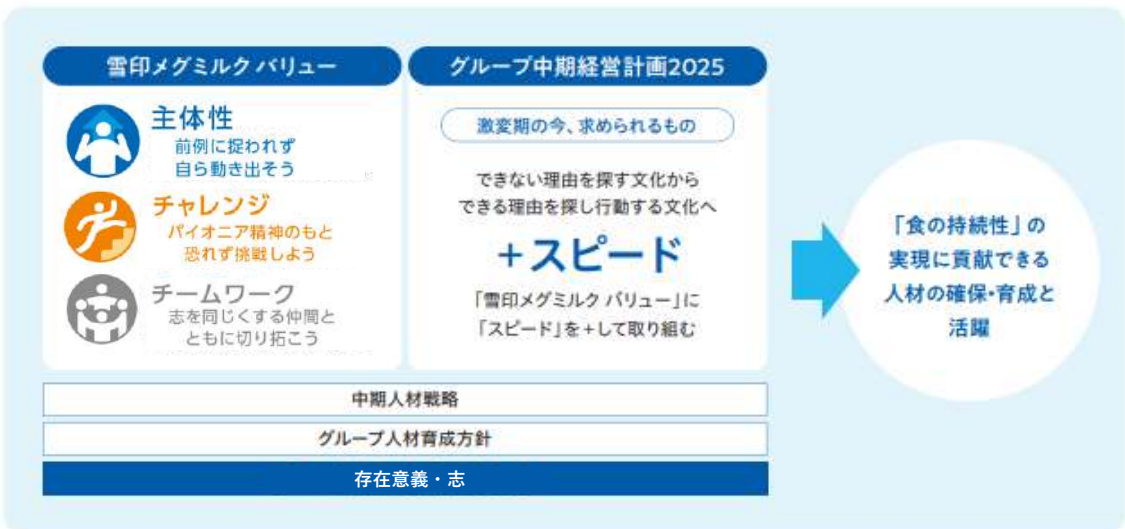 雪印メグミルク バリュー
主体性
前例に捉われず
自ら動き出そう
チャレンジ
パイオニア精神のもと
恐れず挑戦しよう
チームワーク
志を同じくする仲間と
ともに切り拓こう
グループ中期経営計画2025
激変期の今、求められるもの
できない理由を探す文化から
できる理由を探し行動する文化へ
+スピード
「雪印メグミルク バリュー」に
「スピード」を+して取り組む
中期人材戦略
グループ人材育成方針
存在意義・志
「食の持続性」の
実現に貢献できる
人材の確保・育成と
活躍